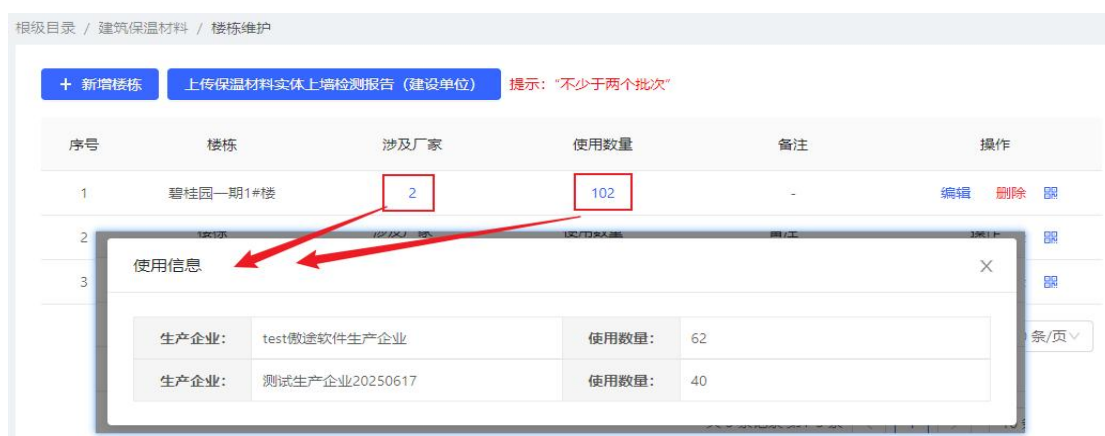 相级目录 / 建筑保温材料 / 楼栋维护
+ 新增楼栋 上传保温材料实体上墙检测报告（建设单位） 提示：“不少于两个批次”
序号 楼栋 涉及厂家 使用数量 备注 操作
1 碧桂园一期1#楼 2 102 - 编辑 删除
2
3
使用信息
生产企业： test傲途软件生产企业 使用数量： 62
生产企业： 测试生产企业20250617 使用数量： 40
条/页